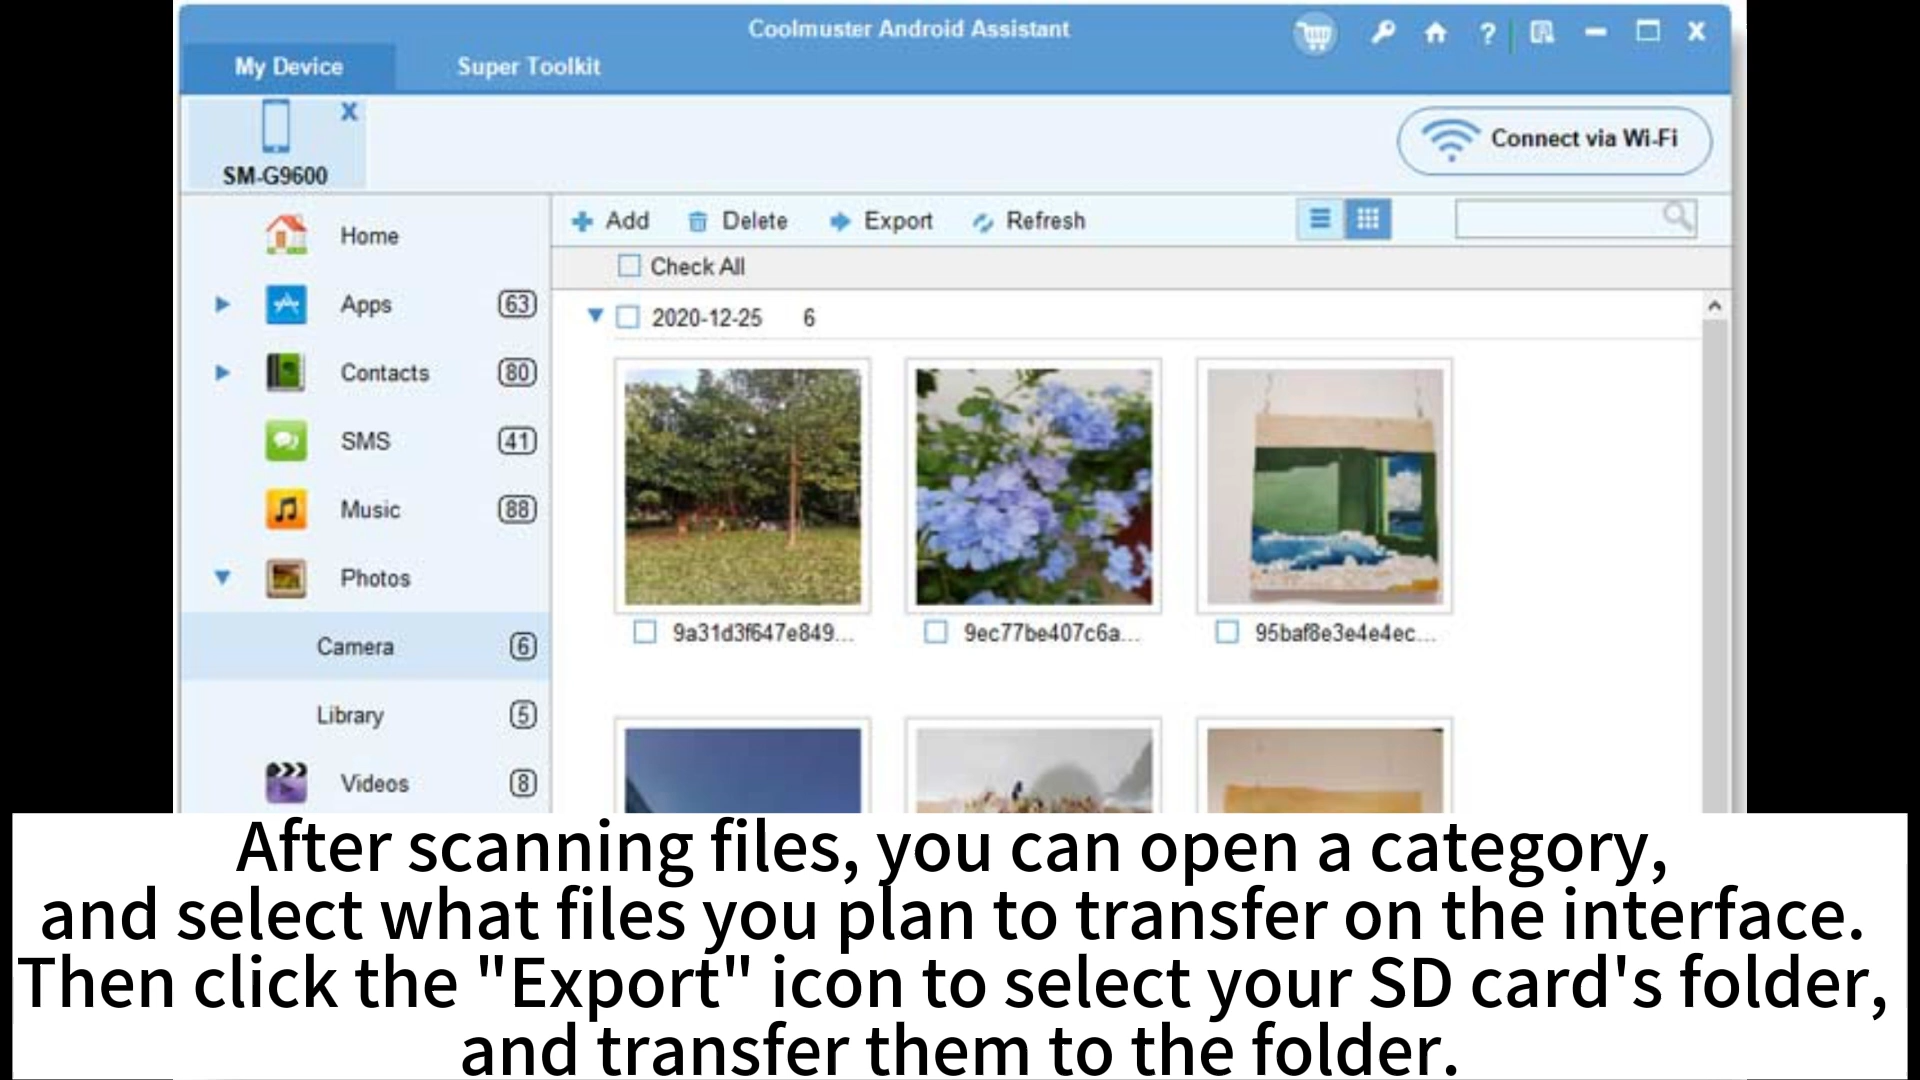 Coolmuster Android Assistant
?
My Device
Super Toolkit
SM-G9600
Connect via Wi-Fi
Add Delete Export Refresh
Check All
2020-12-25 6
Home
Apps 63
Contacts 80
SMS 41
Music 88
Photos
Camera 6
Library 5
Videos 8
9a31d3f647e849... 9ec77be407c6a... 95baf8e3e4e4ec...
After scanning files, you can open a category,
and select what files you plan to transfer on the interface.
Then click the "Export" icon to select your SD card's folder,
and transfer them to the folder.